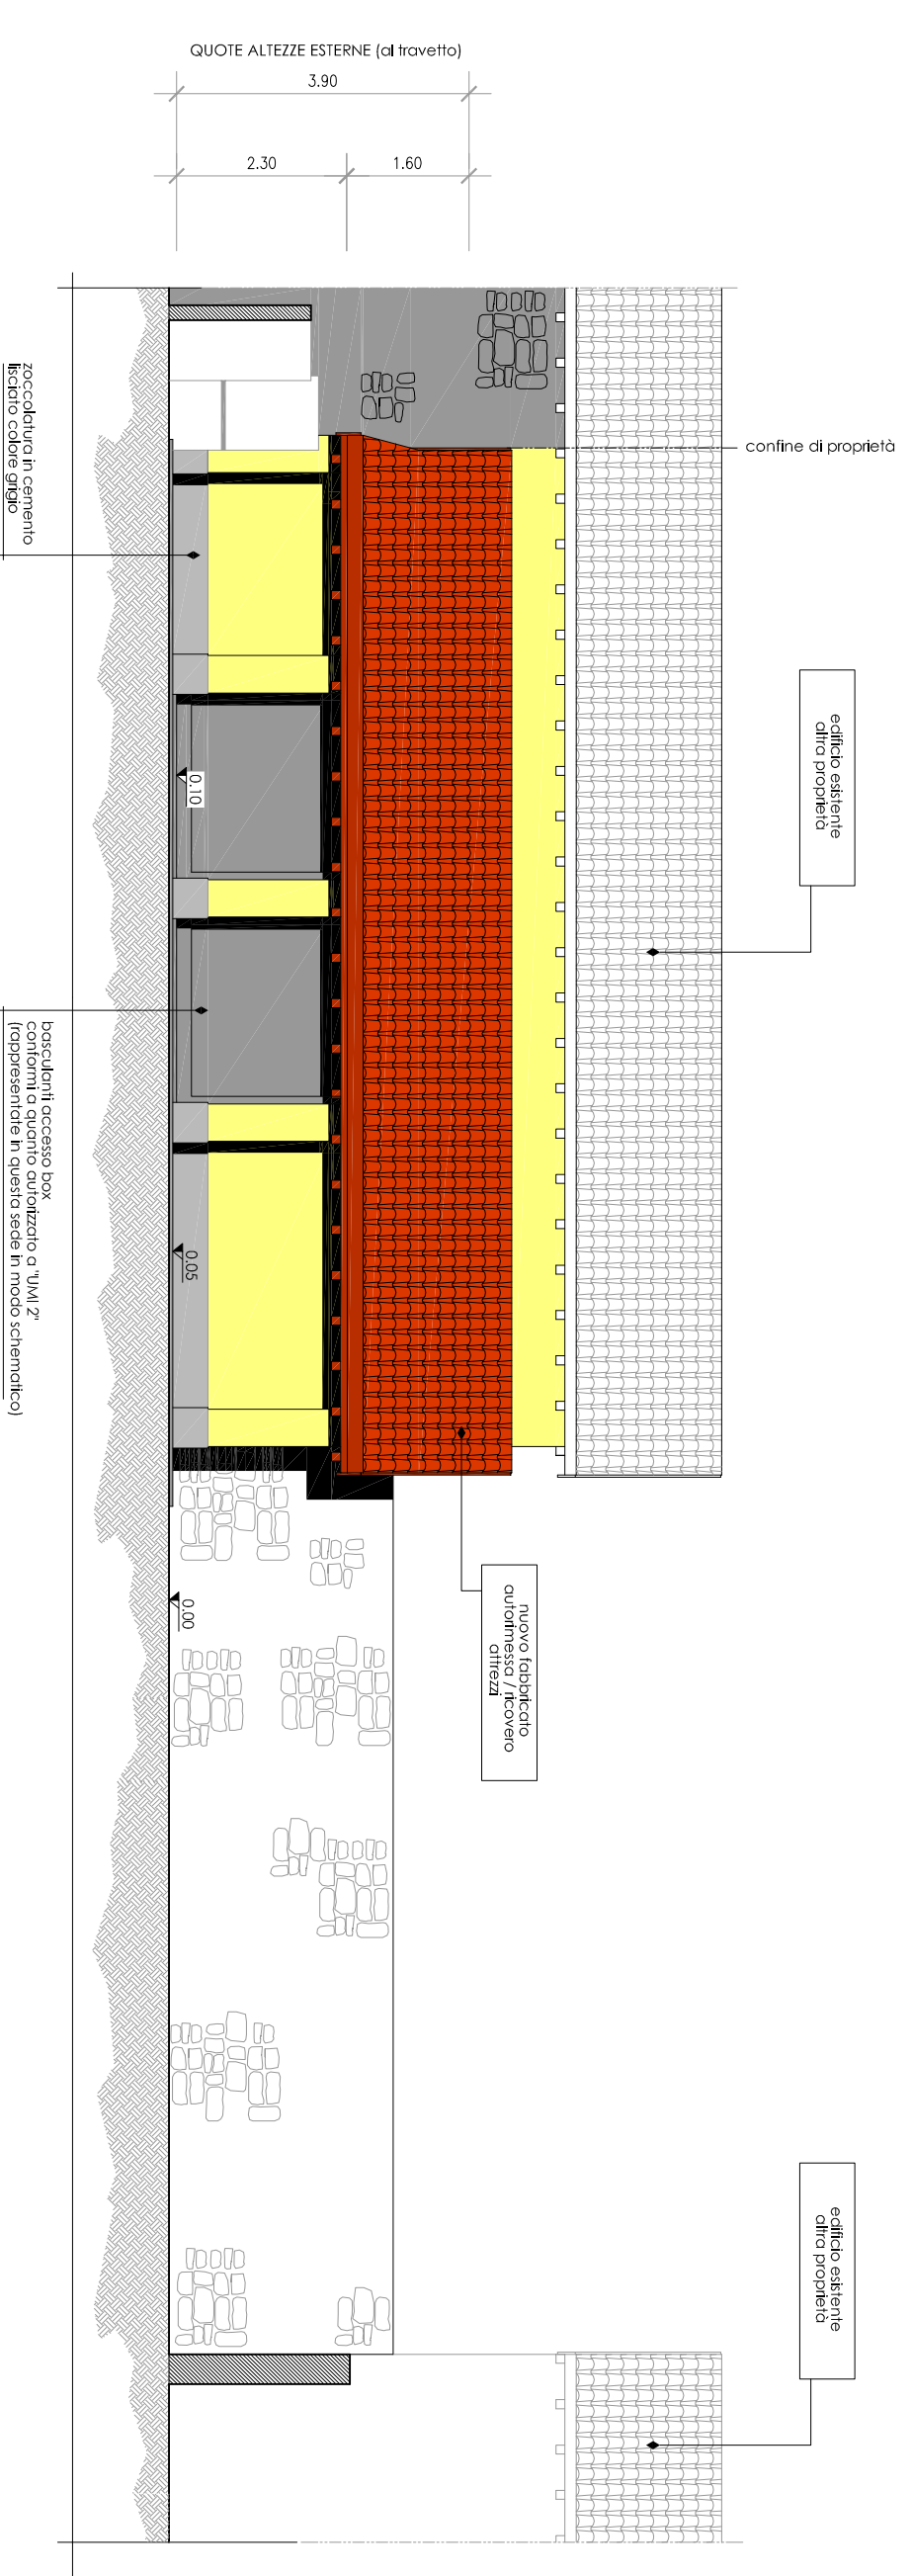 QUOTE ALTEZZE ESTERNE (al travetto)
3.90
2.30
1.60
confine di proprietà
edificio esistente
altra proprietà
zoccolatura in cemento
lisciato colore grigio
0.10
basculanti accesso box
conformi a quanto autorizzato a "UMI 2"
(rappresentate in questa sede in modo schematico)
0.05
0.00
nuovo fabbricato
autorimessa / ricovero
attrezzi
edificio esistente
altra proprietà